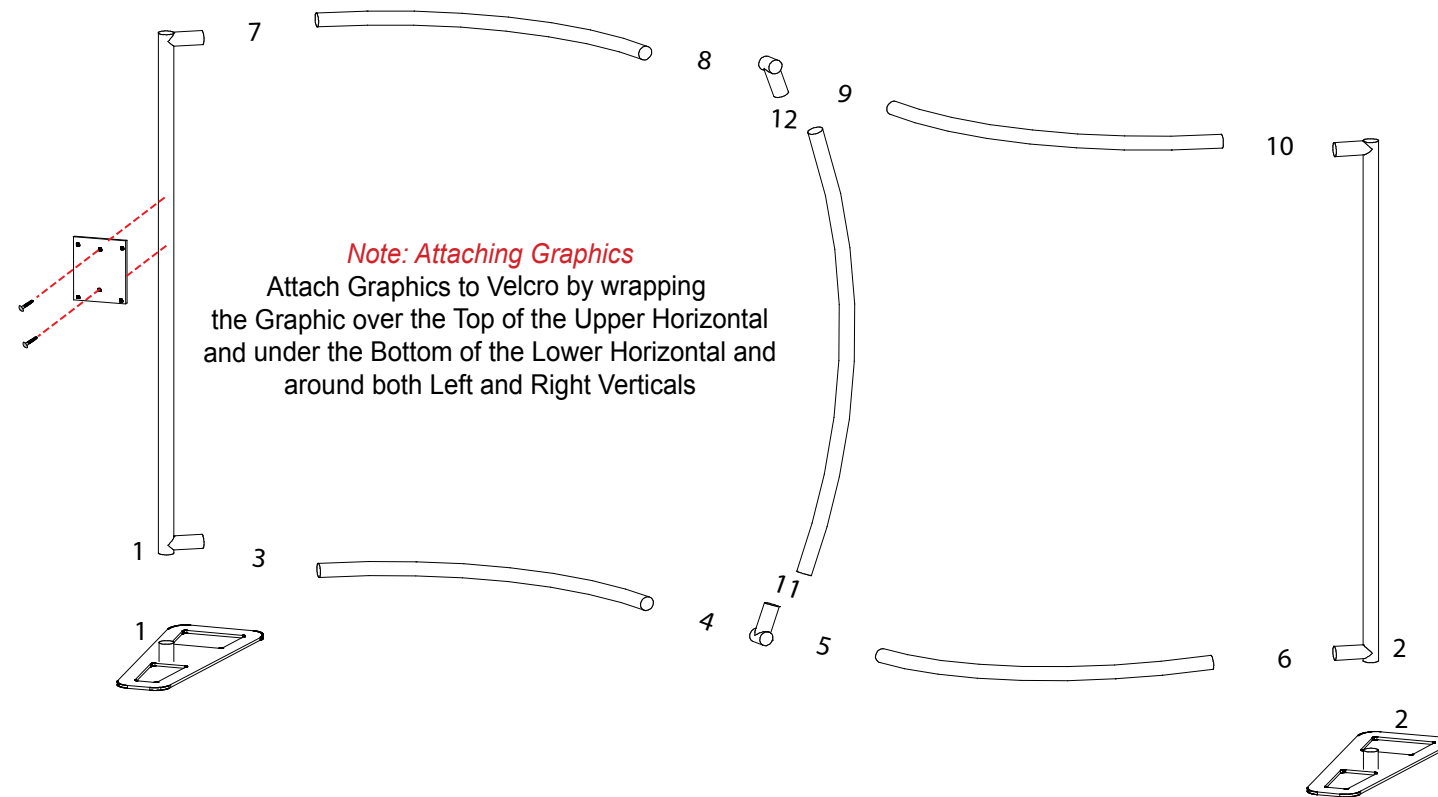 7
8
9
12
10
Note: Attaching Graphics
Attach Graphics to Velcro by wrapping
the Graphic over the Top of the Upper Horizontal
and under the Bottom of the Lower Horizontal and
around both Left and Right Verticals
1
3
11
1
4
5
6
2
2